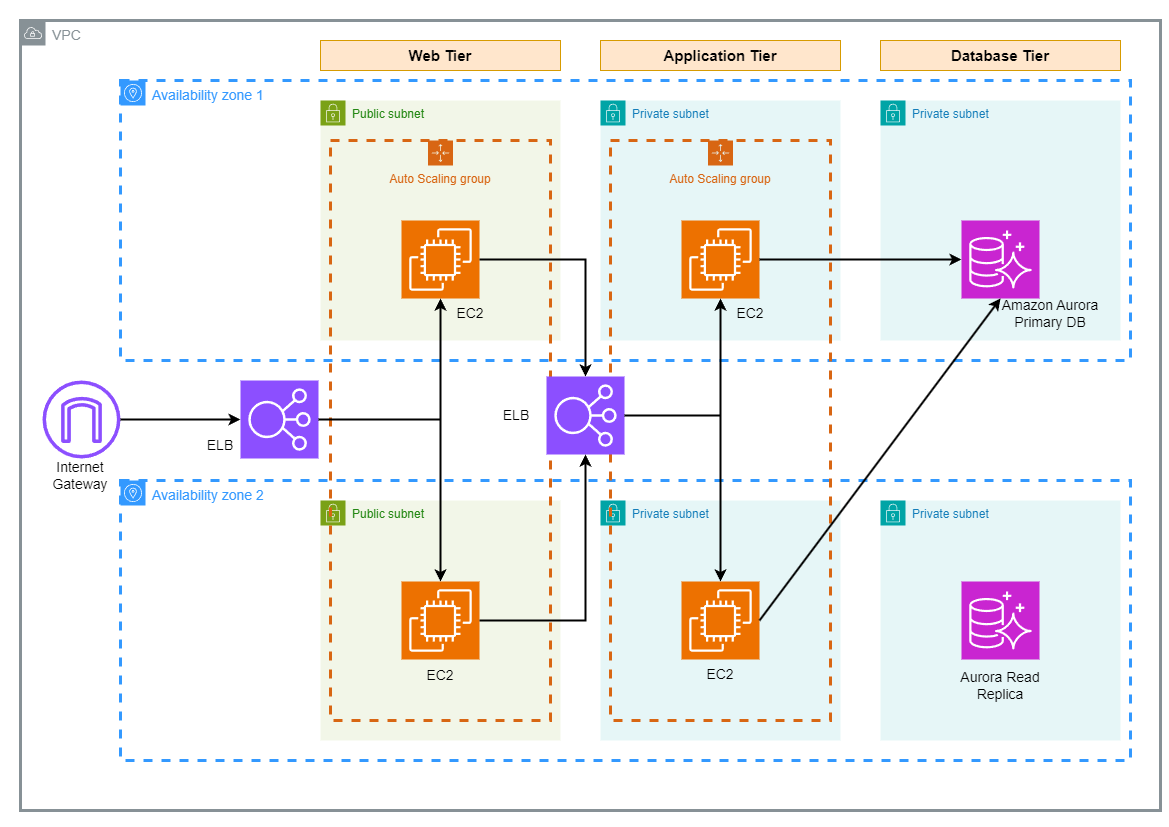 VPC
Web Tier
Application Tier
Database Tier
Availability zone 1
Public subnet
Private subnet
Private subnet
Auto Scaling group
Auto Scaling group
EC2
EC2
Amazon Aurora
Primary DB
ELB
ELB
Internet
Gateway
Availability zone 2
Public subnet
Private subnet
Private subnet
EC2
EC2
Aurora Read
Replica